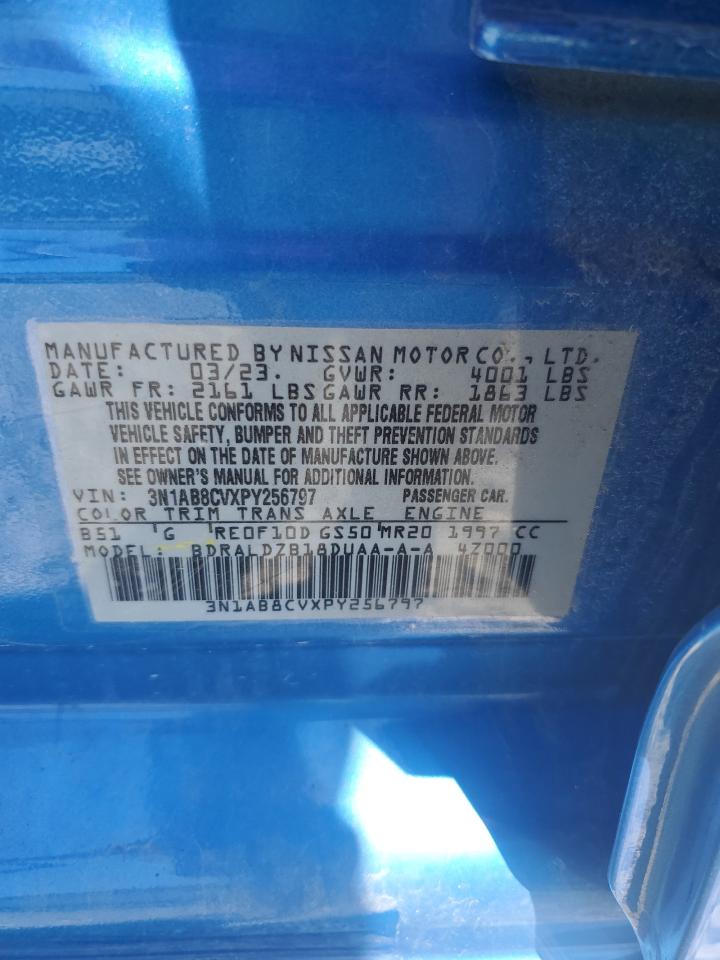 MANUFACTURED BY NISSAN MOTOR CO., LTD.
DATE: 03/23. GVWR: 4001 LBS
GAWR FR: 2161 LBS GAWR RR: 1863 LBS
THIS VEHICLE CONFORMS TO ALL APPLICABLE FEDERAL MOTOR
VEHICLE SAFETY, BUMPER AND THEFT PREVENTION STANDARDS
IN EFFECT ON THE DATE OF MANUFACTURE SHOWN ABOVE.
SEE OWNER'S MANUAL FOR ADDITIONAL INFORMATION.
VIN: 3N1AB8CVXPY256797 PASSENGER CAR.
COLOR TRIM TRANS AXLE ENGINE
B51 G RE0F10D GS50 MR20 1997 CC
MODEL: BDRALDZB18DUAA-A-A 4Z000
3N1AB8CVXPY256797